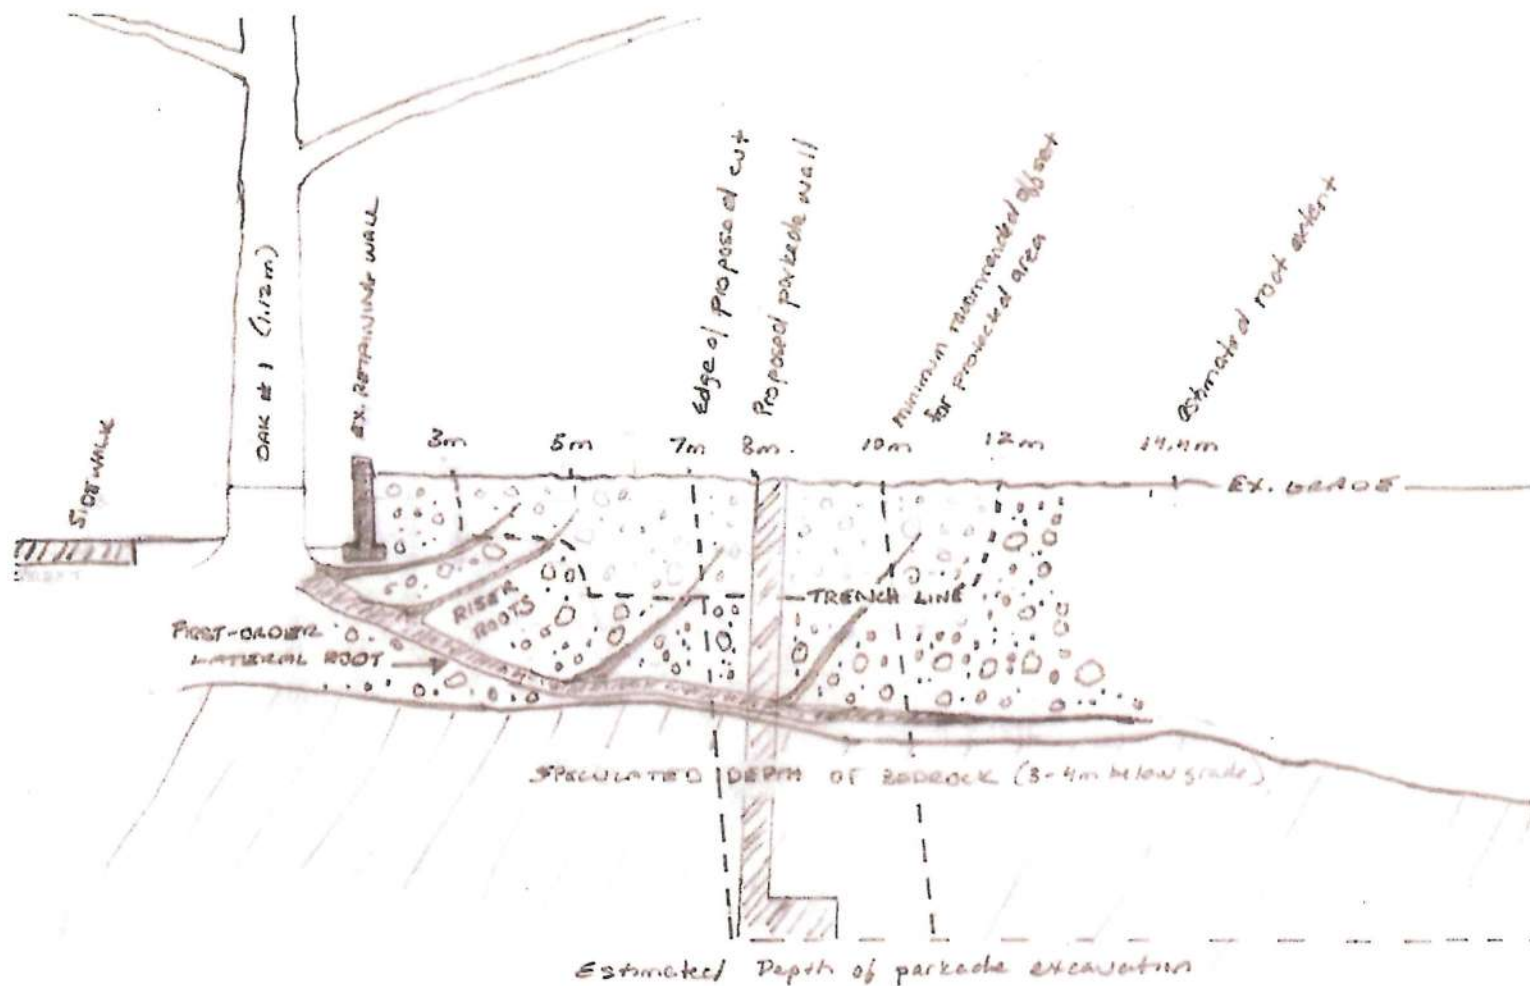 OAK # 1 (1.12m)
EX. RETAINING WALL
SIDEWALK
Edge of proposed cut
Proposed parkade wall
minimum recommended offset
for protected area
estimated root extent
3m
5m
7m
8m.
10m
12m
14.4m
EX. GRADE
TRENCH LINE
RISER
ROOTS
FIRST-ORDER
LATERAL ROOT
SPECULATED DEPTH OF BEDROCK (3-4m below grade)
Estimated Depth of parkade excavation